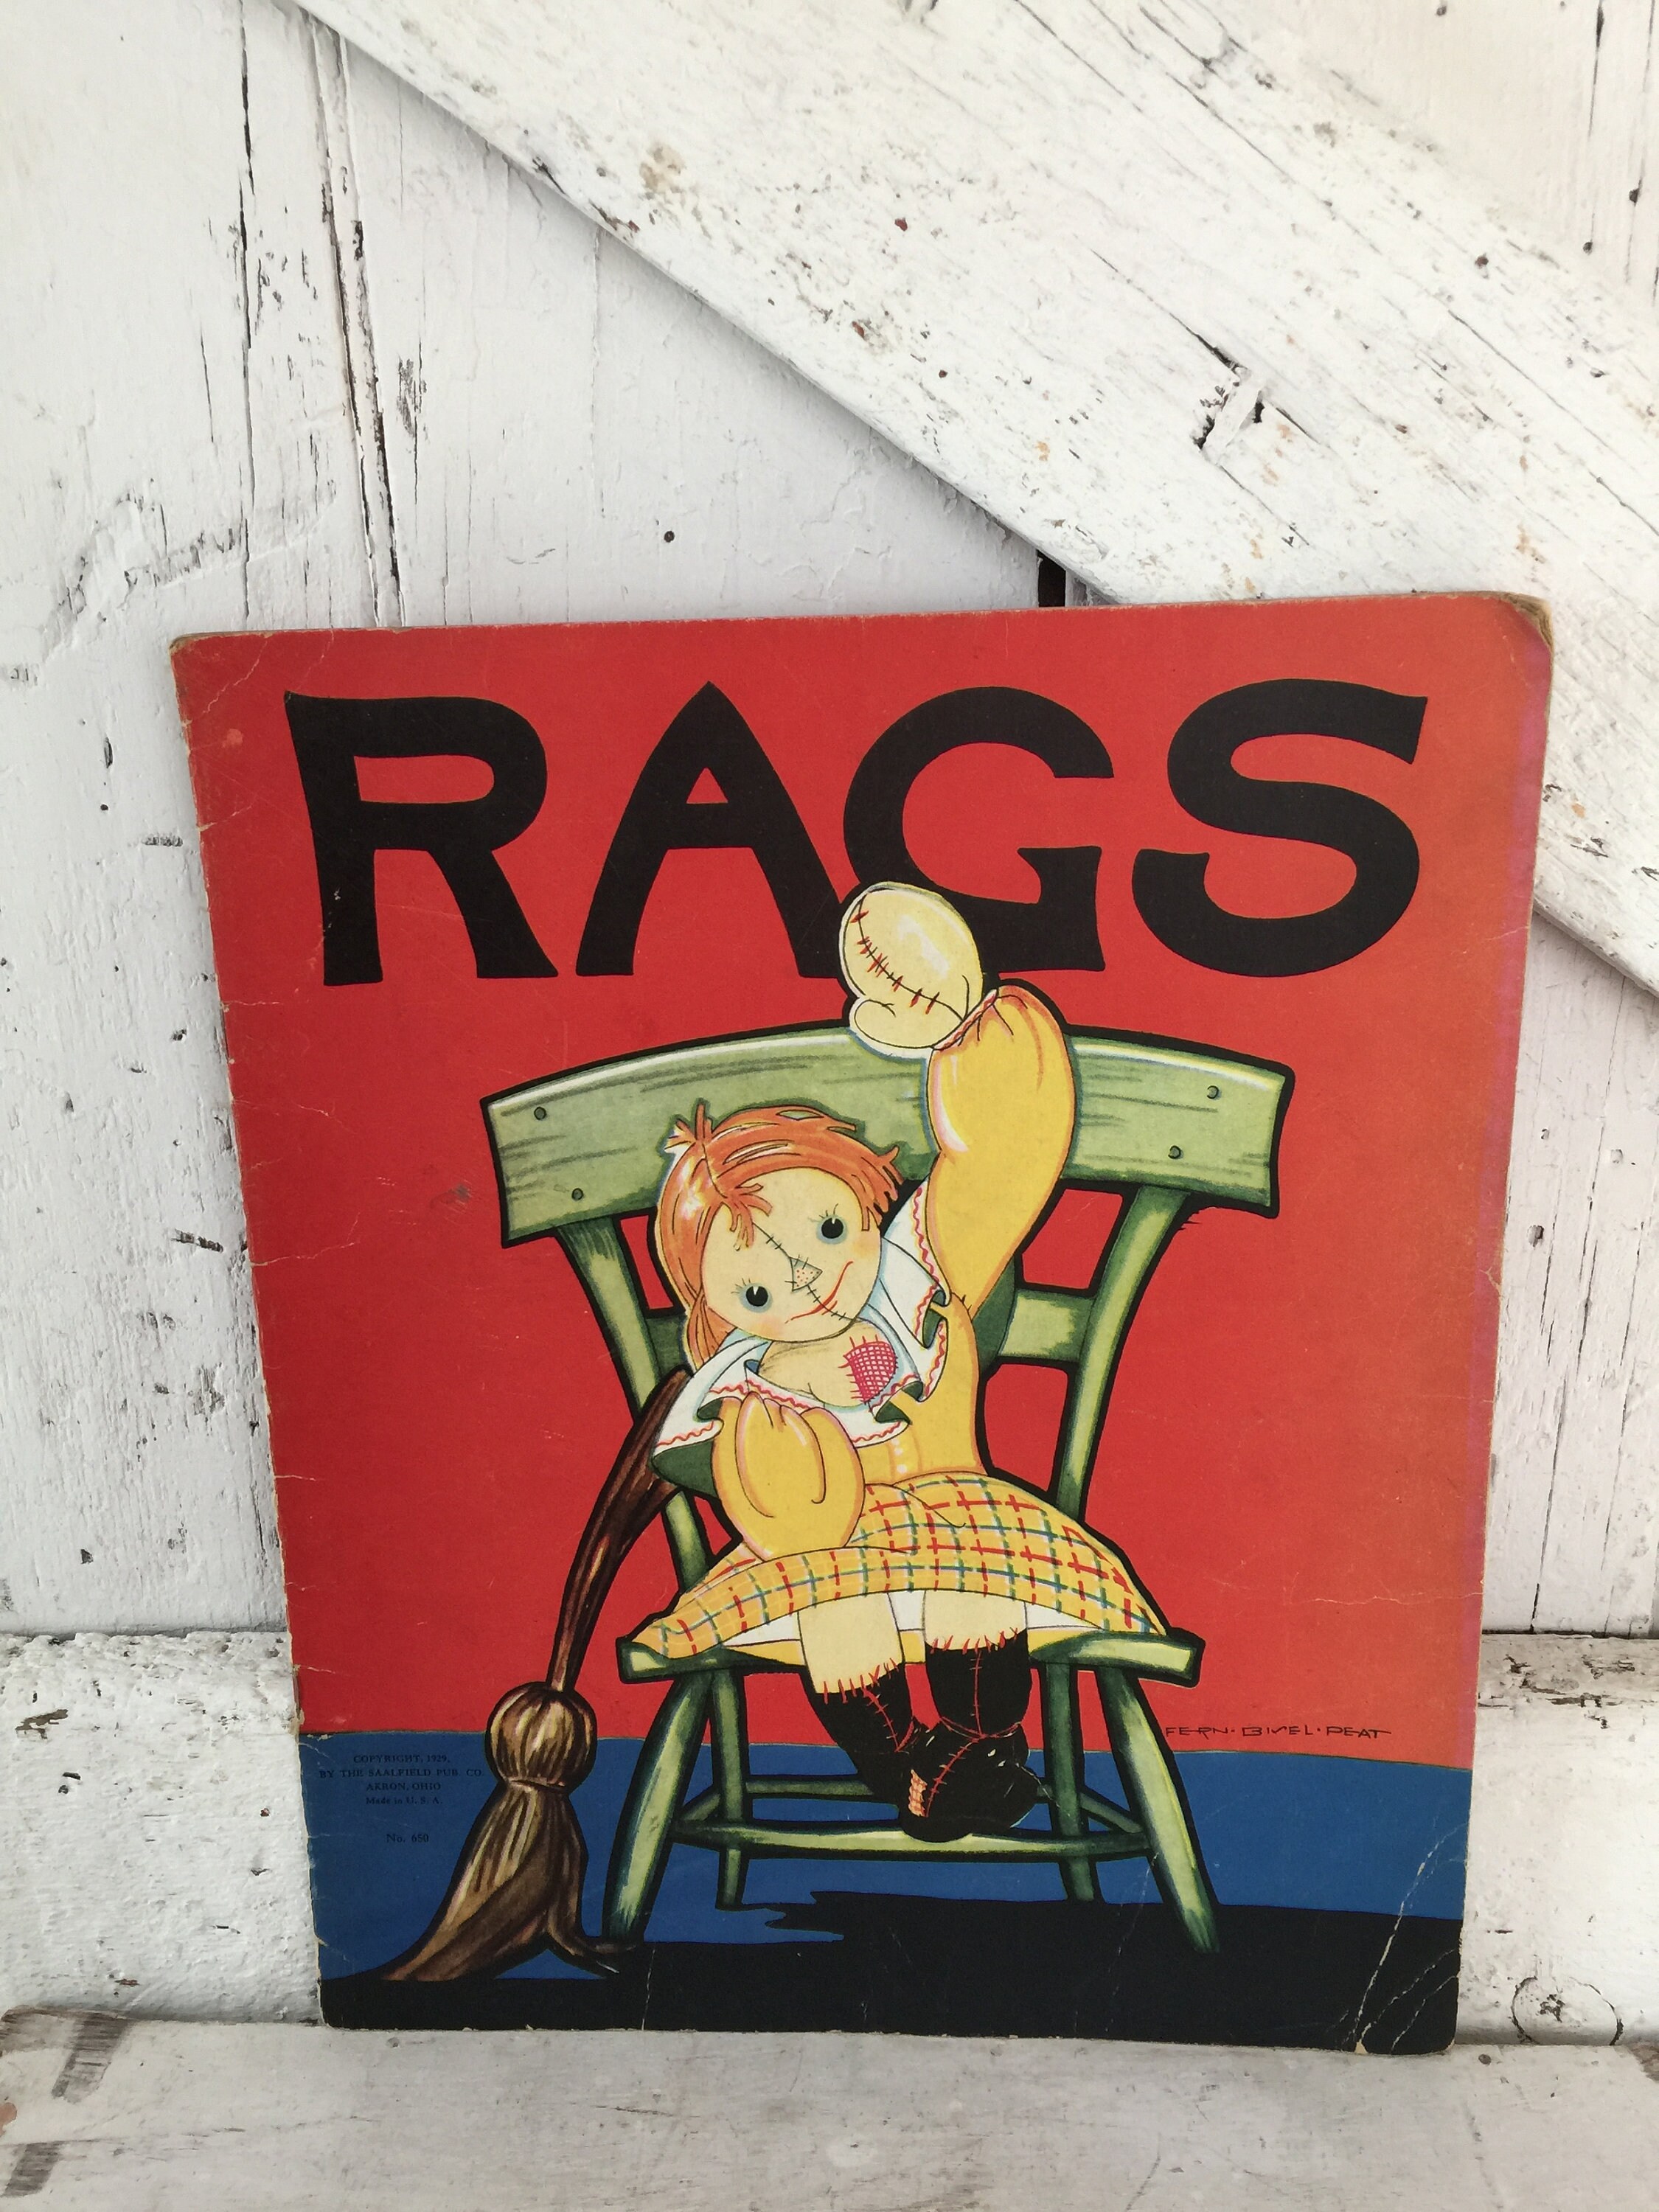 RAGS
FERN · BISEL · PEAT
COPYRIGHT, 1929,
BY THE SAALFIELD PUB. CO.
AKRON, OHIO
Made in U. S. A.
No. 650